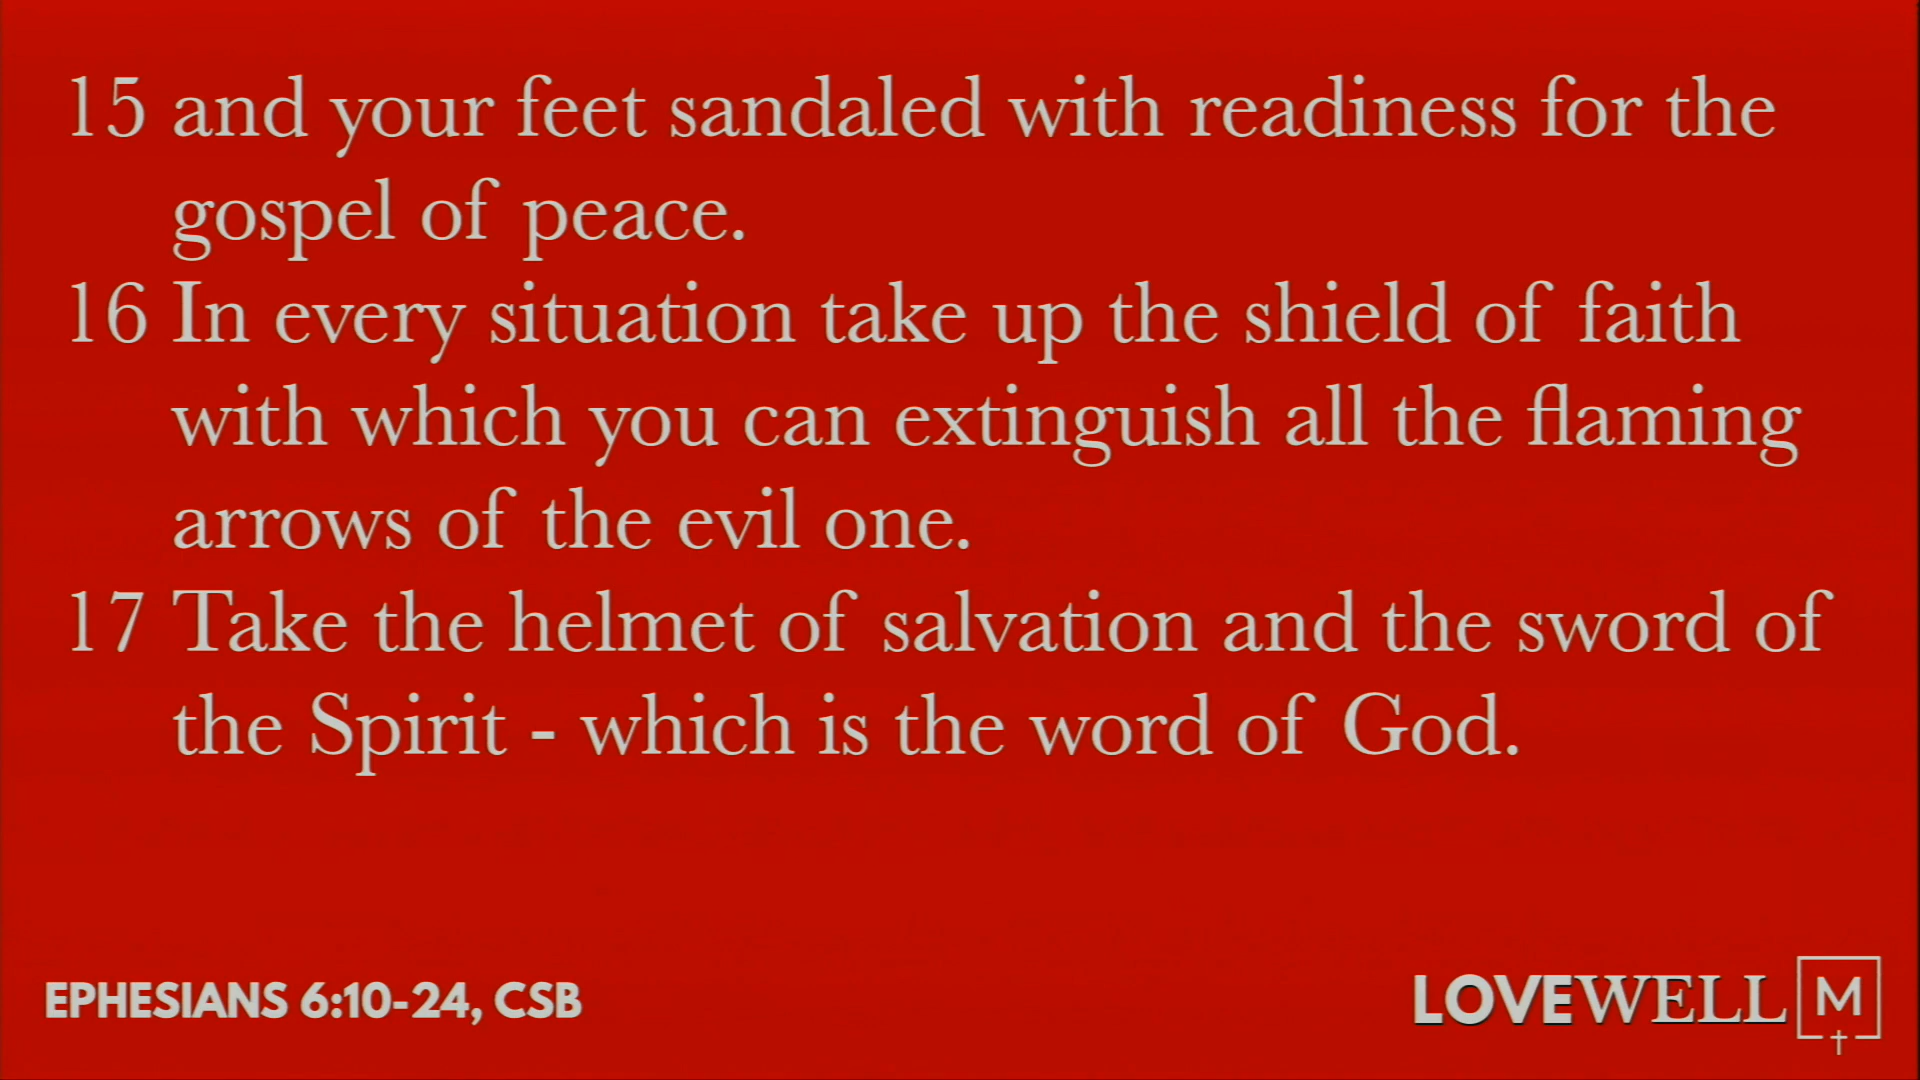 15 and your feet sandaled with readiness for the
gospel of peace.
16 In every situation take up the shield of faith
with which you can extinguish all the flaming
arrows of the evil one.
17 Take the helmet of salvation and the sword of
the Spirit - which is the word of God.
EPHESIANS 6:10-24, CSB
LOVEWELL M